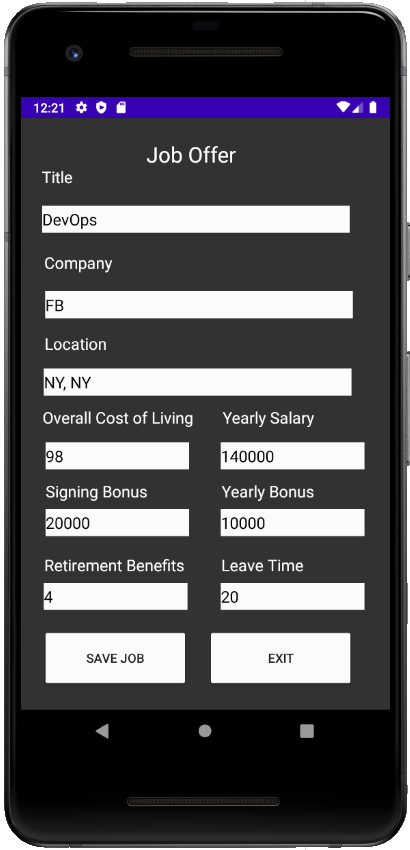 12:21
Job Offer
Title
DevOps
Company
FB
Location
NY, NY
Overall Cost of Living Yearly Salary
98 140000
Signing Bonus Yearly Bonus
20000 10000
Retirement Benefits Leave Time
4 20
SAVE JOB EXIT